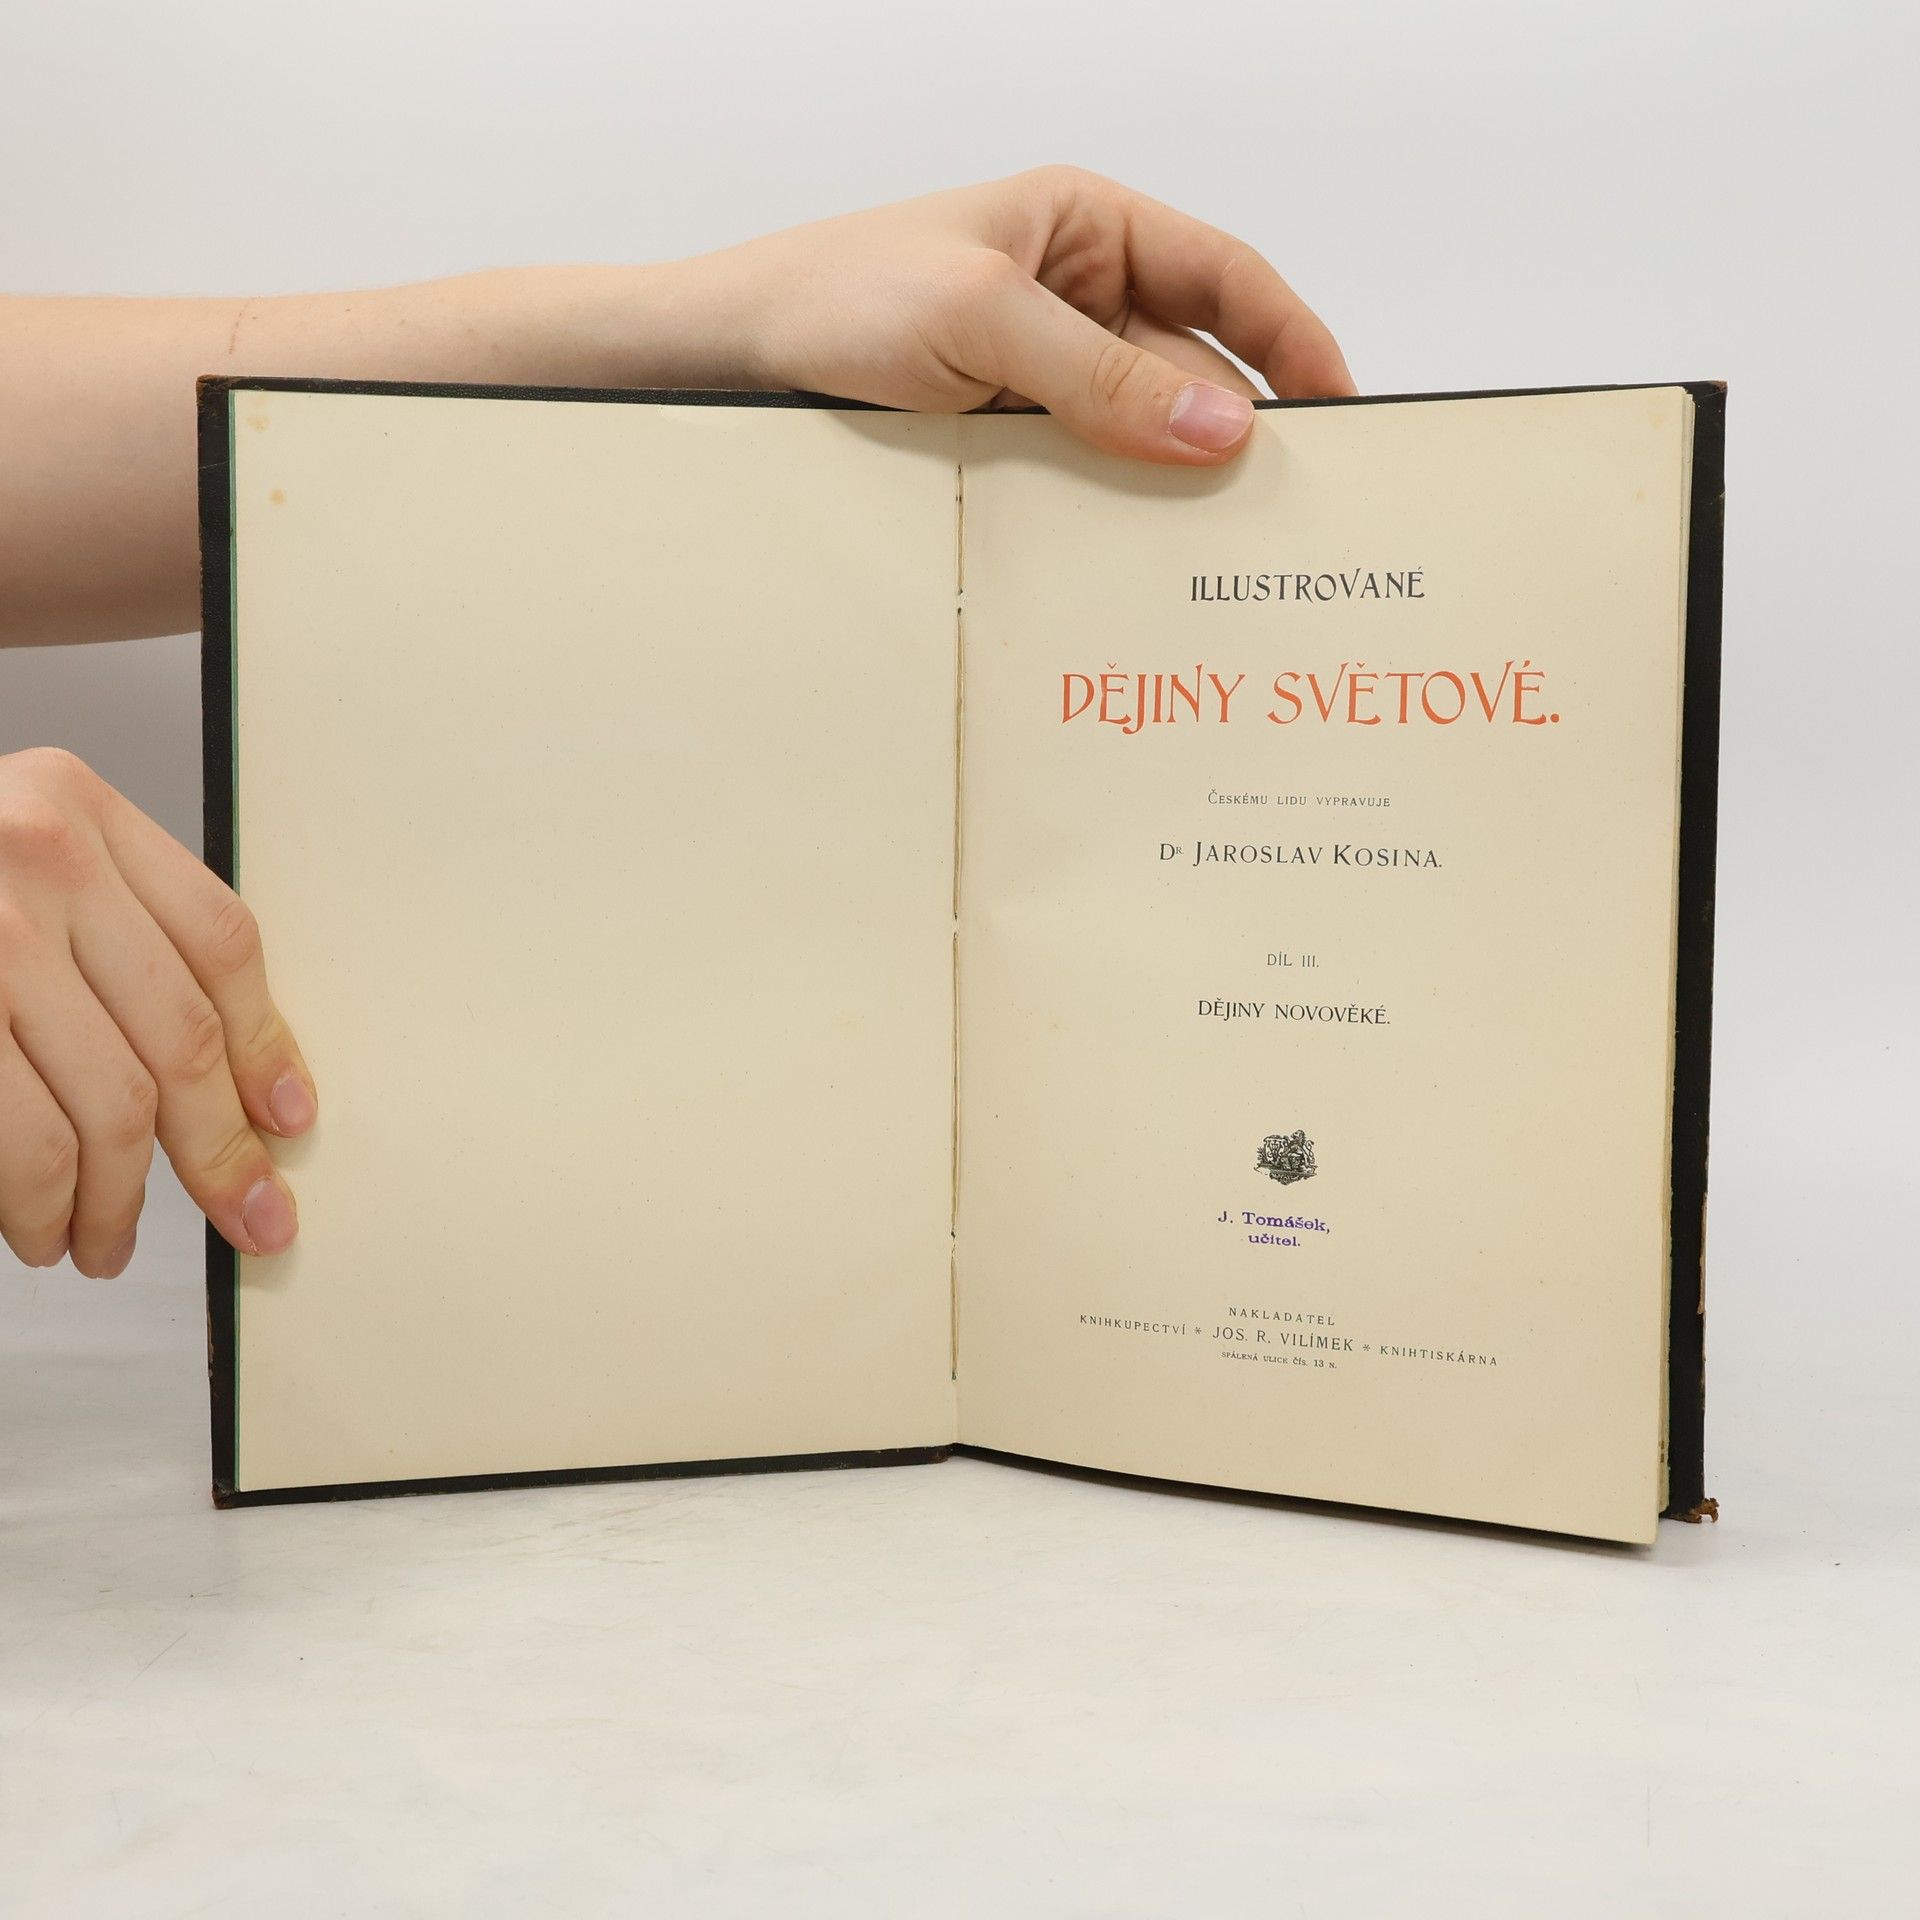 ILLUSTROVANÉ
DĚJINY SVĚTOVÉ.
ČESKÉMU LIDU VYPRAVUJE
DR. JAROSLAV KOSINA.
DÍL III.
DĚJINY NOVOVĚKÉ.
J. Tomášek,
učitel.
NAKLADATEL
KNIHKUPECTVÍ * JOS. R. VILÍMEK * KNIHTISKÁRNA
SPÁLENÁ ULICE ČÍS. 13 N.